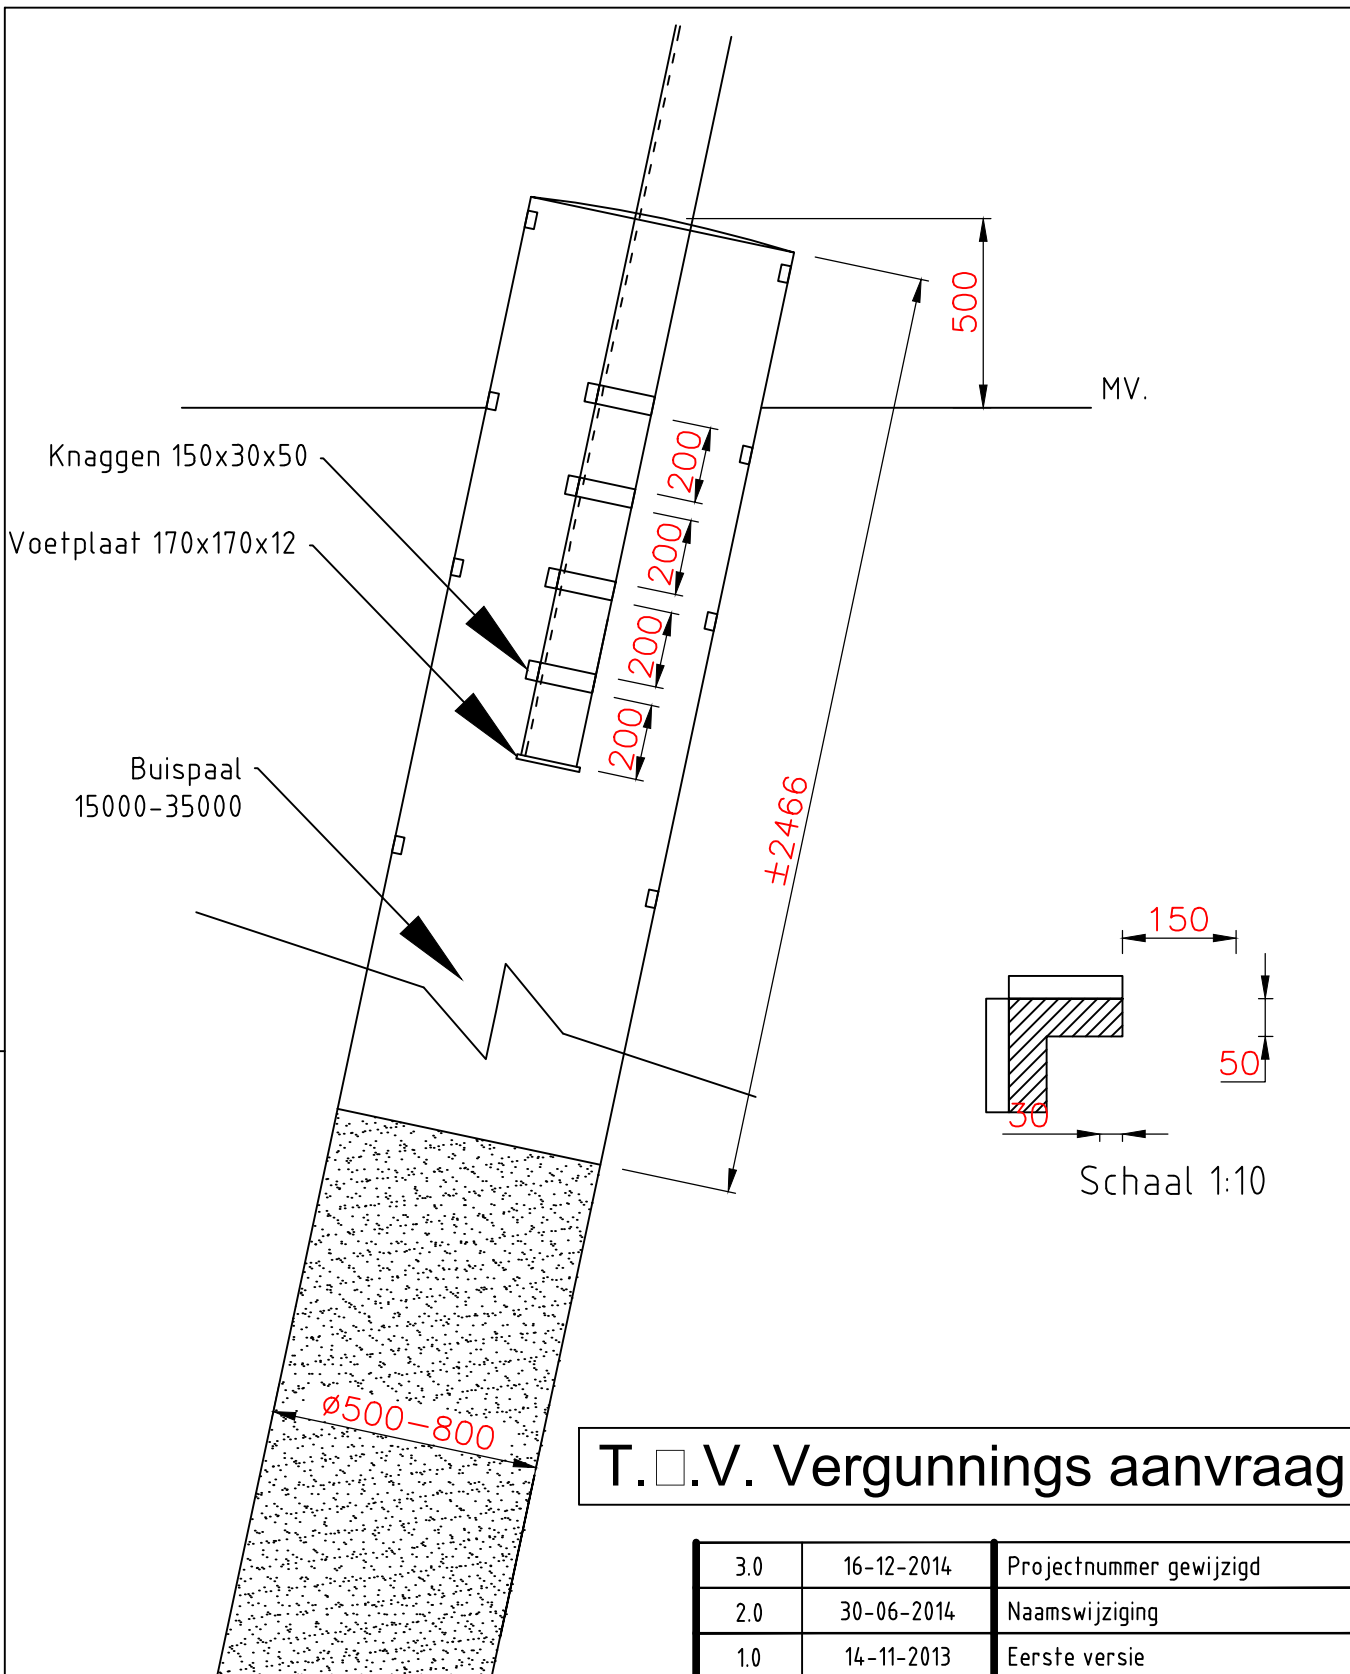 500
MV.
Knaggen 150x30x50
200
Voetplaat 170x170x12
200
200
200
Buispaal
15000-35000
±2466
150
50
30
Schaal 1:10
ø500-800
T.□.V. Vergunnings aanvraag
3.0 16-12-2014 Projectnummer gewijzigd
2.0 30-06-2014 Naamswijziging
1.0 14-11-2013 Eerste versie